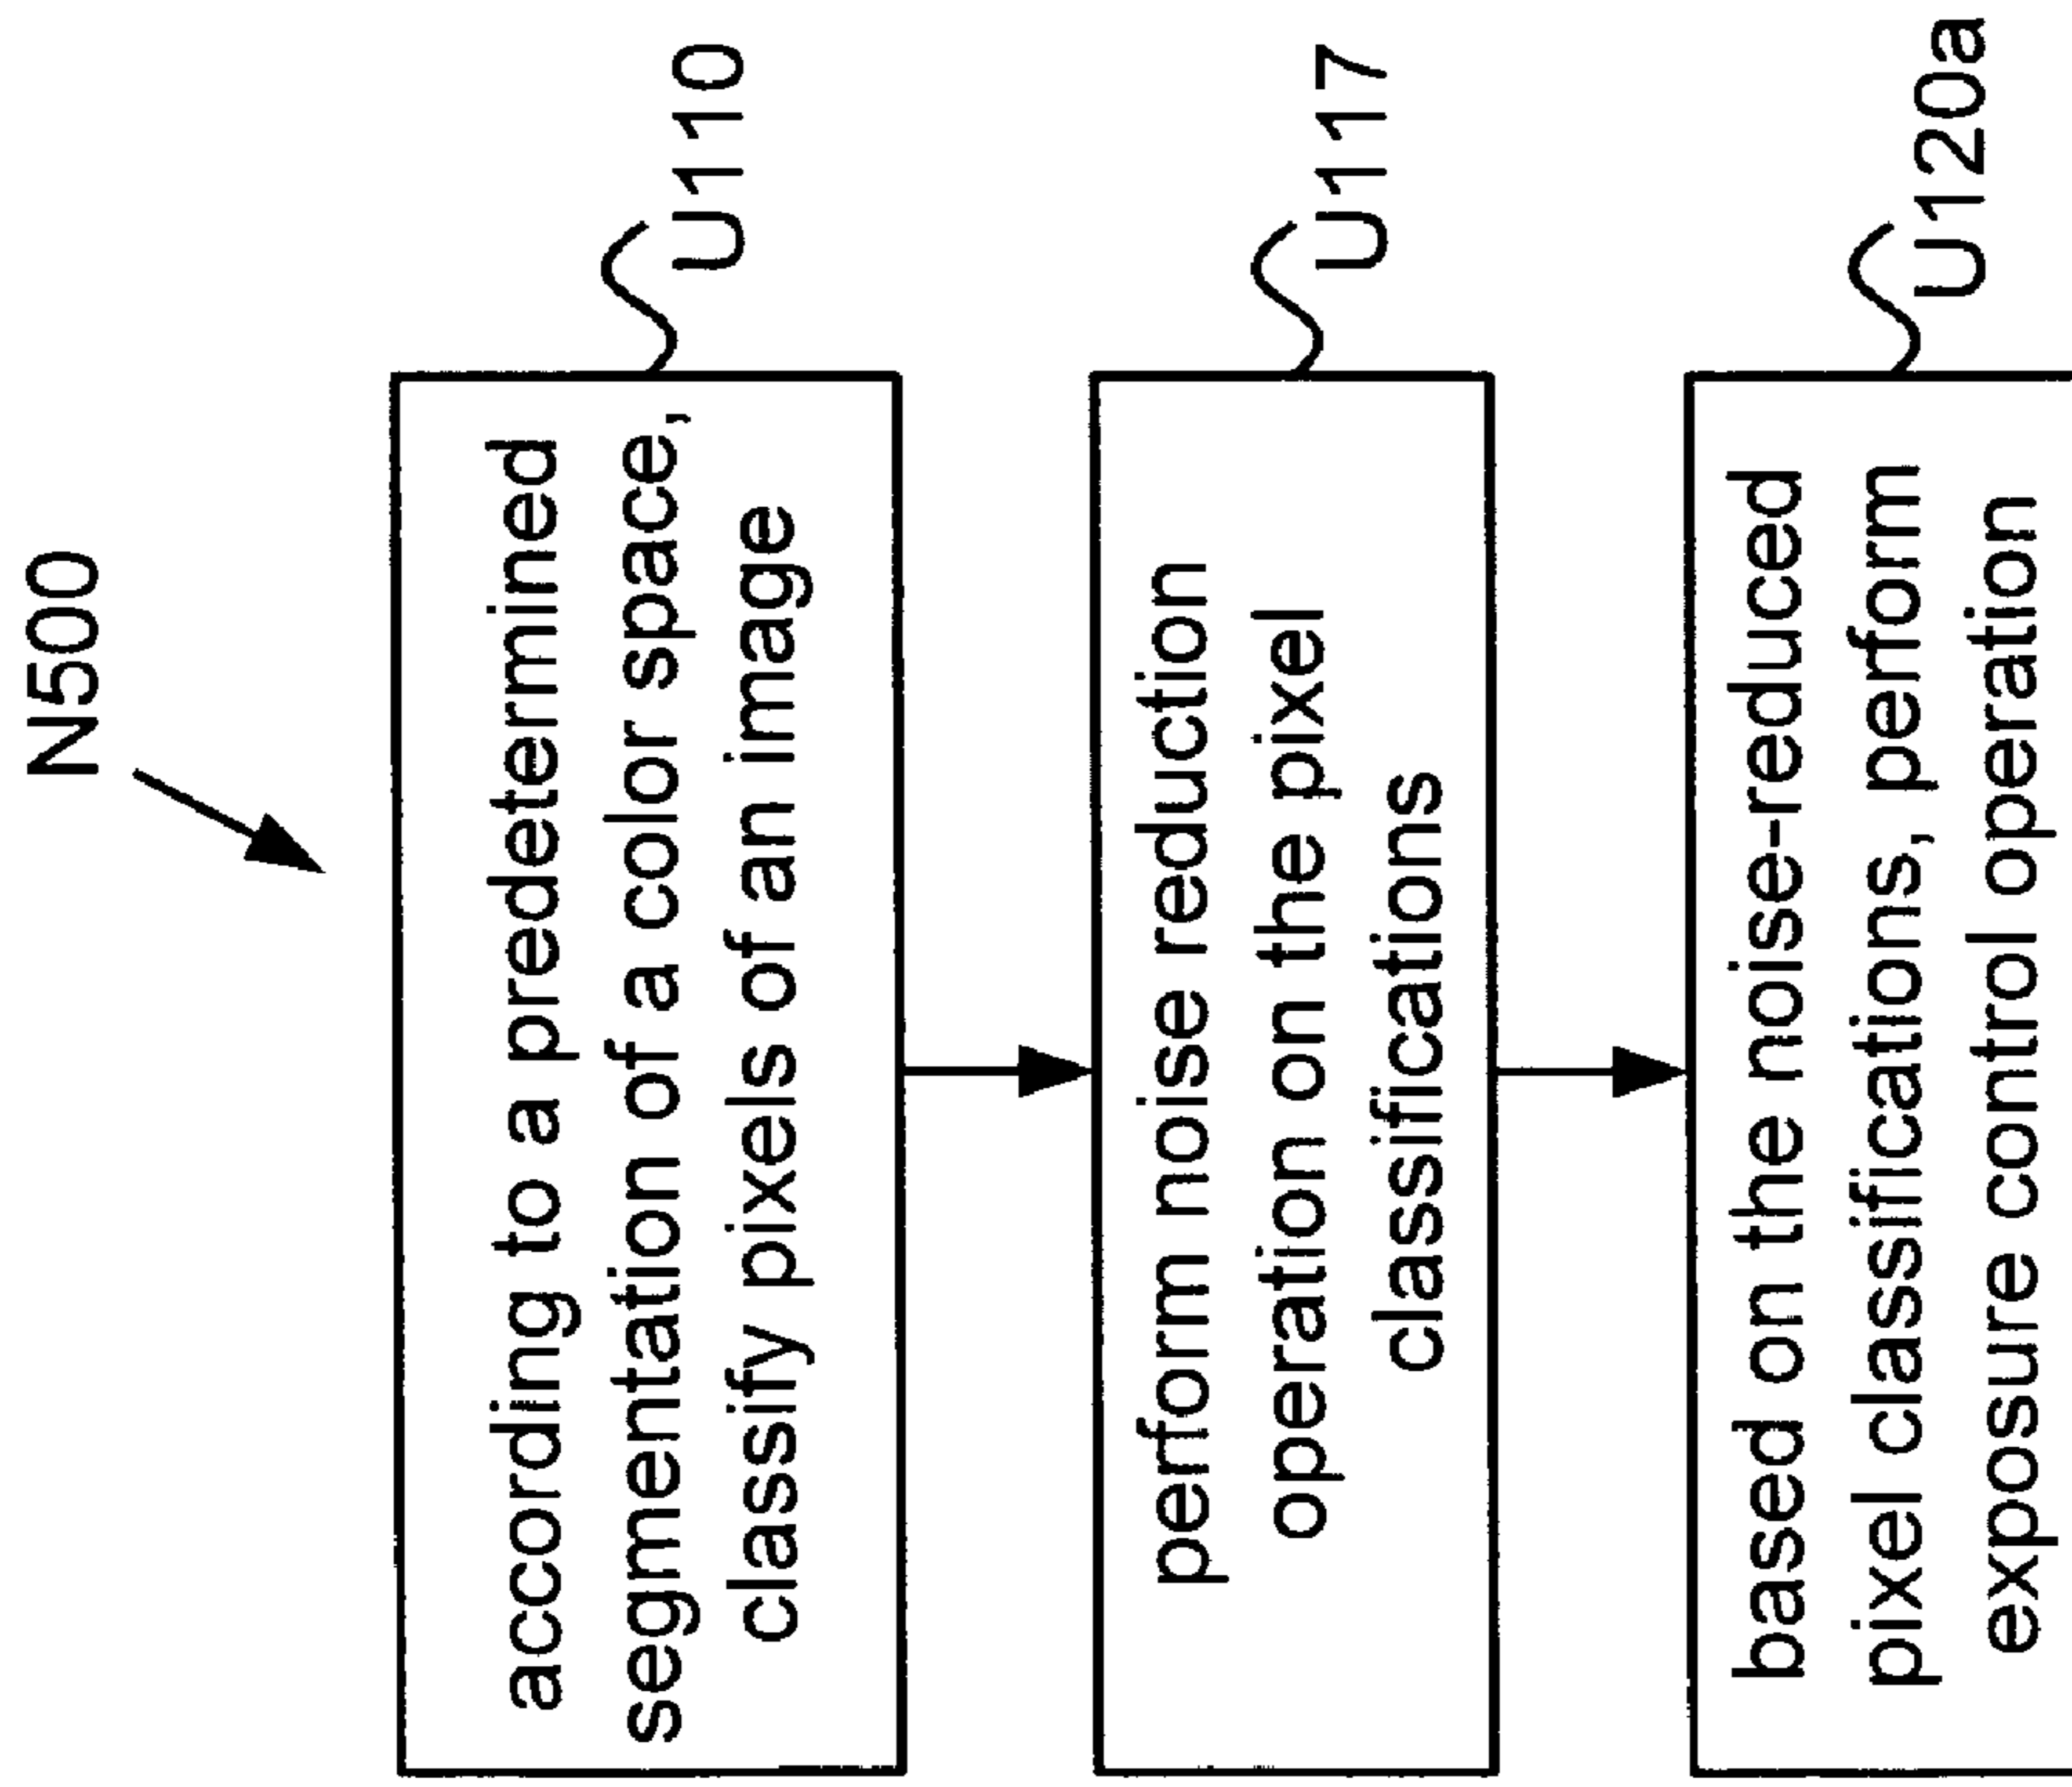 N500
according to a predetermined
segmentation of a color space,
classify pixels of an image
U110
perform noise reduction
operation on the pixel
classifications
U117
based on the noise-reduced
pixel classifications, perform
exposure control operation
U120a